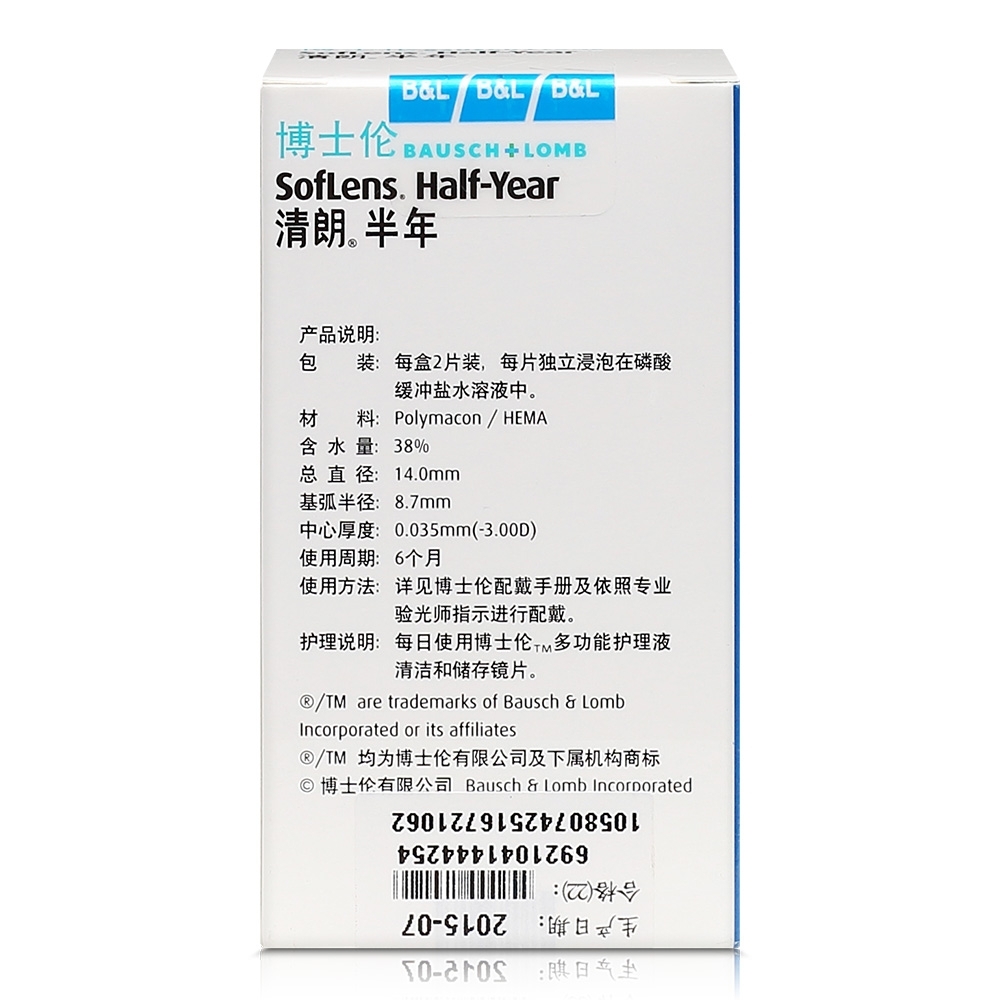 SofLens Half-Year
清朗 半年
B&L B&L B&L
博士伦 BAUSCH+LOMB
SofLens® Half-Year
清朗® 半年
产品说明:
包 装: 每盒2片装, 每片独立浸泡在磷酸
缓冲盐水溶液中。
材 料: Polymacon / HEMA
含 水 量: 38%
总 直 径: 14.0mm
基弧半径: 8.7mm
中心厚度: 0.035mm(-3.00D)
使用周期: 6个月
使用方法: 详见博士伦配戴手册及依照专业
验光师指示进行配戴。
护理说明: 每日使用博士伦TM多功能护理液
清洁和储存镜片。
®/TM are trademarks of Bausch & Lomb
Incorporated or its affiliates
®/TM 均为博士伦有限公司及下属机构商标
© 博士伦有限公司 Bausch & Lomb Incorporated
生产日期: 2015-07
合格(22):
6921041444254
10580742516721062